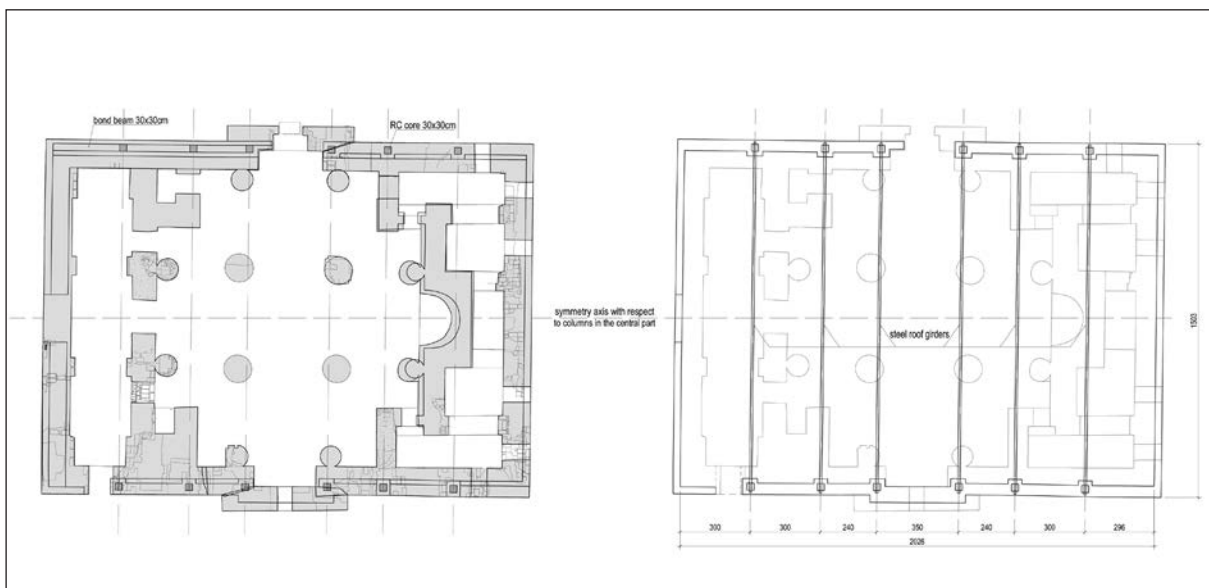 bond beam 30x30cm
RC core 30x30cm
symmetry axis with respect
to columns in the central part
steel roof girders
1503
300
300
240
350
240
300
296
2026